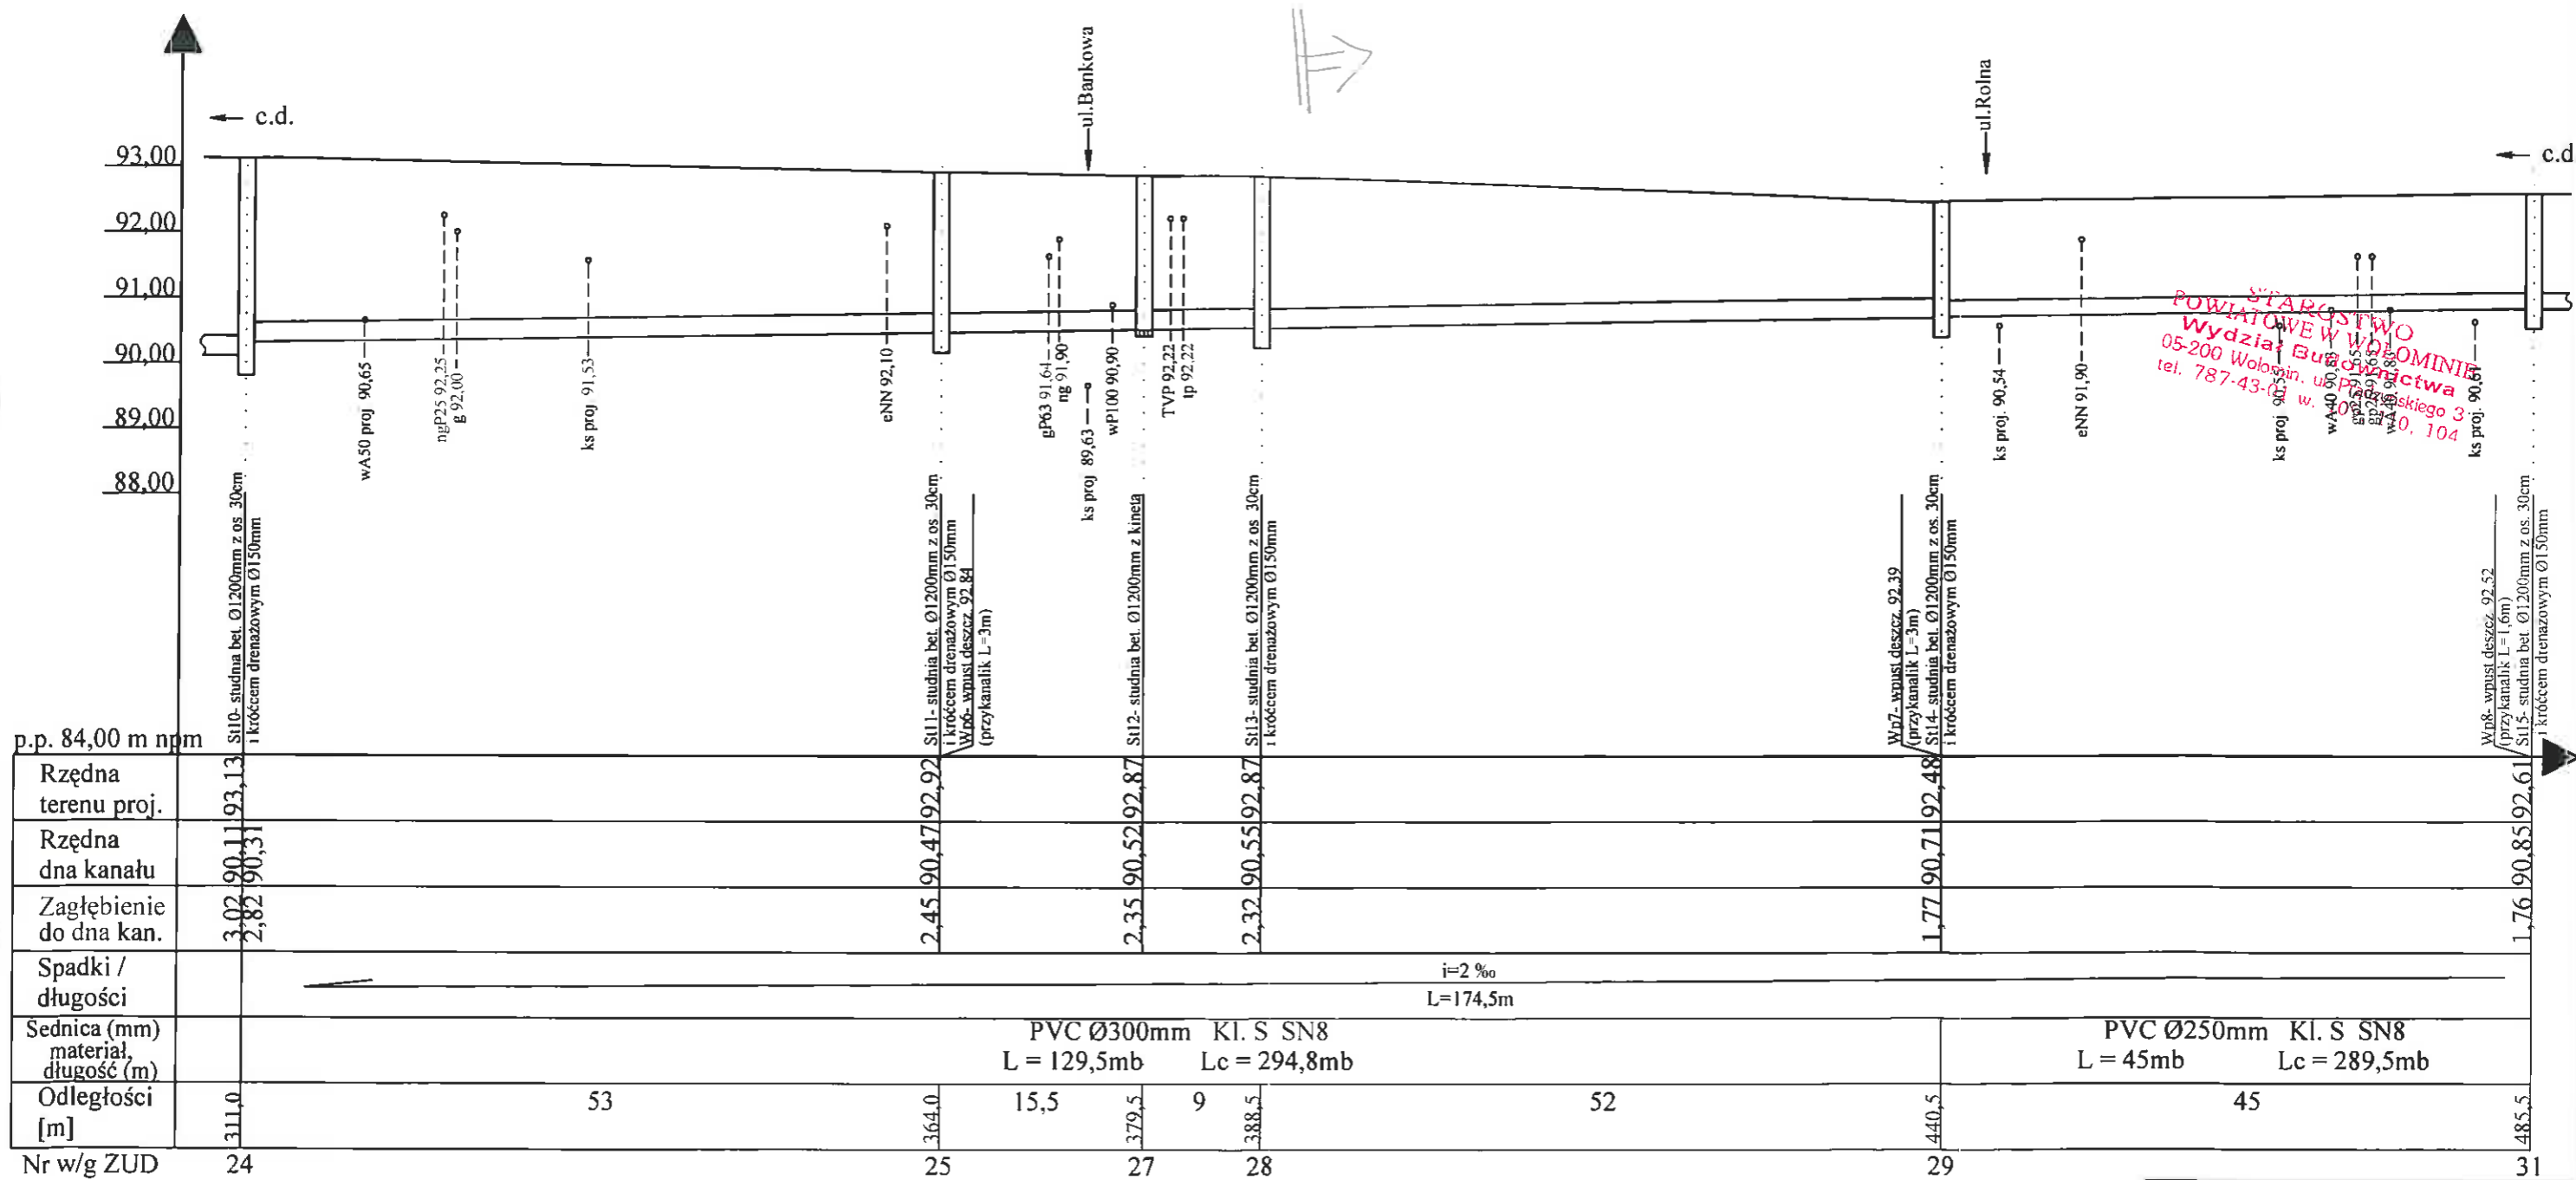 ul.Bankowa
ul.Rolna
c.d.
c.d
93,00
92,00
91,00
90,00
89,00
88,00
wA50 proj 90,65
ngP25 92,25
g 92,00
ks proj 91,53
eNN 92,10
gP63 91,64
ng 91,90
ks proj 89,63
wP100 90,90
TVP 92,22
tp 92,22
ks proj. 90,54
eNN 91,90
ks proj 90,55
ks proj. 90,61
STAROSTWO
POWIATOWE W WOŁOMINIE
Wydział Budownictwa
05-200 Wołomin, ul.
tel. 787-43-01 w.
St10- studnia bet. Ø1200mm z os 30cm
i króćcem drenażowym Ø150mm
St11- studnia bet. Ø1200mm z os. 30cm
i króćcem drenażowym Ø150mm
Wp6- wpust deszcz. 92.84
(przykanalik L=3m)
St12- studnia bet. Ø1200mm z kinetą
St13- studnia bet. Ø1200mm z os. 30cm
i króćcem drenażowym Ø150mm
Wp7- wpust deszcz. 92.39
(przykanalik L=3m)
St14- studnia bet. Ø1200mm z os. 30cm
i króćcem drenażowym Ø150mm
Wp8- wpust deszcz. 92.52
(przykanalik L=1,6m)
St15- studnia bet. Ø1200mm z os. 30cm
i króćcem drenażowym Ø150mm
p.p. 84,00 m npm
Rzędna
terenu proj.
93,13 92,92 92,87 92,87 92,48 92,61
Rzędna
dna kanału
90,11 90,31 90,47 90,52 90,55 90,71 90,85
Zagłębienie
do dna kan.
3,02 2,82 2,45 2,35 2,32 1,77 1,76
Spadki /
długości
i=2 ‰
L=174,5m
Sednica (mm)
materiał,
długość (m)
PVC Ø300mm Kl. S SN8
L = 129,5mb Lc = 294,8mb
PVC Ø250mm Kl. S SN8
L = 45mb Lc = 289,5mb
Odległości
[m]
311,0 53 364,0 15,5 379,5 9 388,5 52 440,5 45 485,5
Nr w/g ZUD 24 25 27 28 29 31